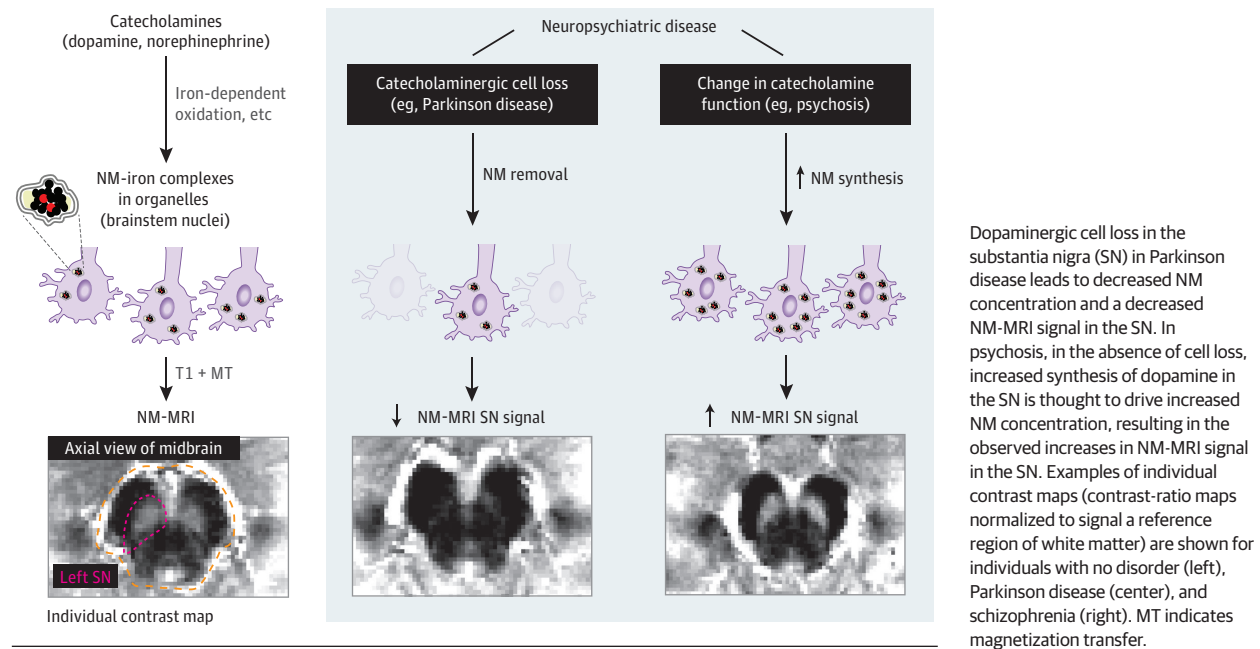 Catecholamines
(dopamine, norephinephrine)
Iron-dependent
oxidation, etc
NM-iron complexes
in organelles
(brainstem nuclei)
T1 + MT
NM-MRI
Axial view of midbrain
Left SN
Individual contrast map
Neuropsychiatric disease
Catecholaminergic cell loss
(eg, Parkinson disease)
NM removal
↓ NM-MRI SN signal
Change in catecholamine
function (eg, psychosis)
↑ NM synthesis
↑ NM-MRI SN signal
Dopaminergic cell loss in the
substantia nigra (SN) in Parkinson
disease leads to decreased NM
concentration and a decreased
NM-MRI signal in the SN. In
psychosis, in the absence of cell loss,
increased synthesis of dopamine in
the SN is thought to drive increased
NM concentration, resulting in the
observed increases in NM-MRI signal
in the SN. Examples of individual
contrast maps (contrast-ratio maps
normalized to signal a reference
region of white matter) are shown for
individuals with no disorder (left),
Parkinson disease (center), and
schizophrenia (right). MT indicates
magnetization transfer.